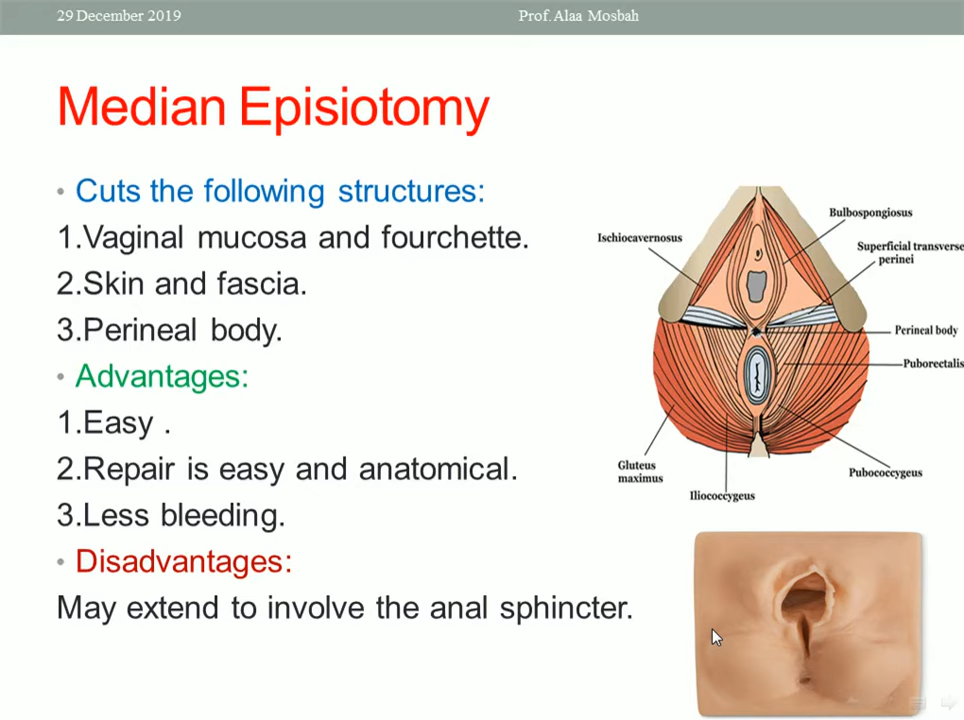 29 December 2019
Prof. Alaa Mosbah
Median Episiotomy
• Cuts the following structures:
1.Vaginal mucosa and fourchette.
2.Skin and fascia.
3.Perineal body.
• Advantages:
1.Easy .
2.Repair is easy and anatomical.
3.Less bleeding.
• Disadvantages:
May extend to involve the anal sphincter.
Bulbospongiosus
Ischiocavernosus
Superficial transverse
perinei
Perineal body
Puborectalis
Gluteus
maximus
Pubococcygeus
Iliococcygeus